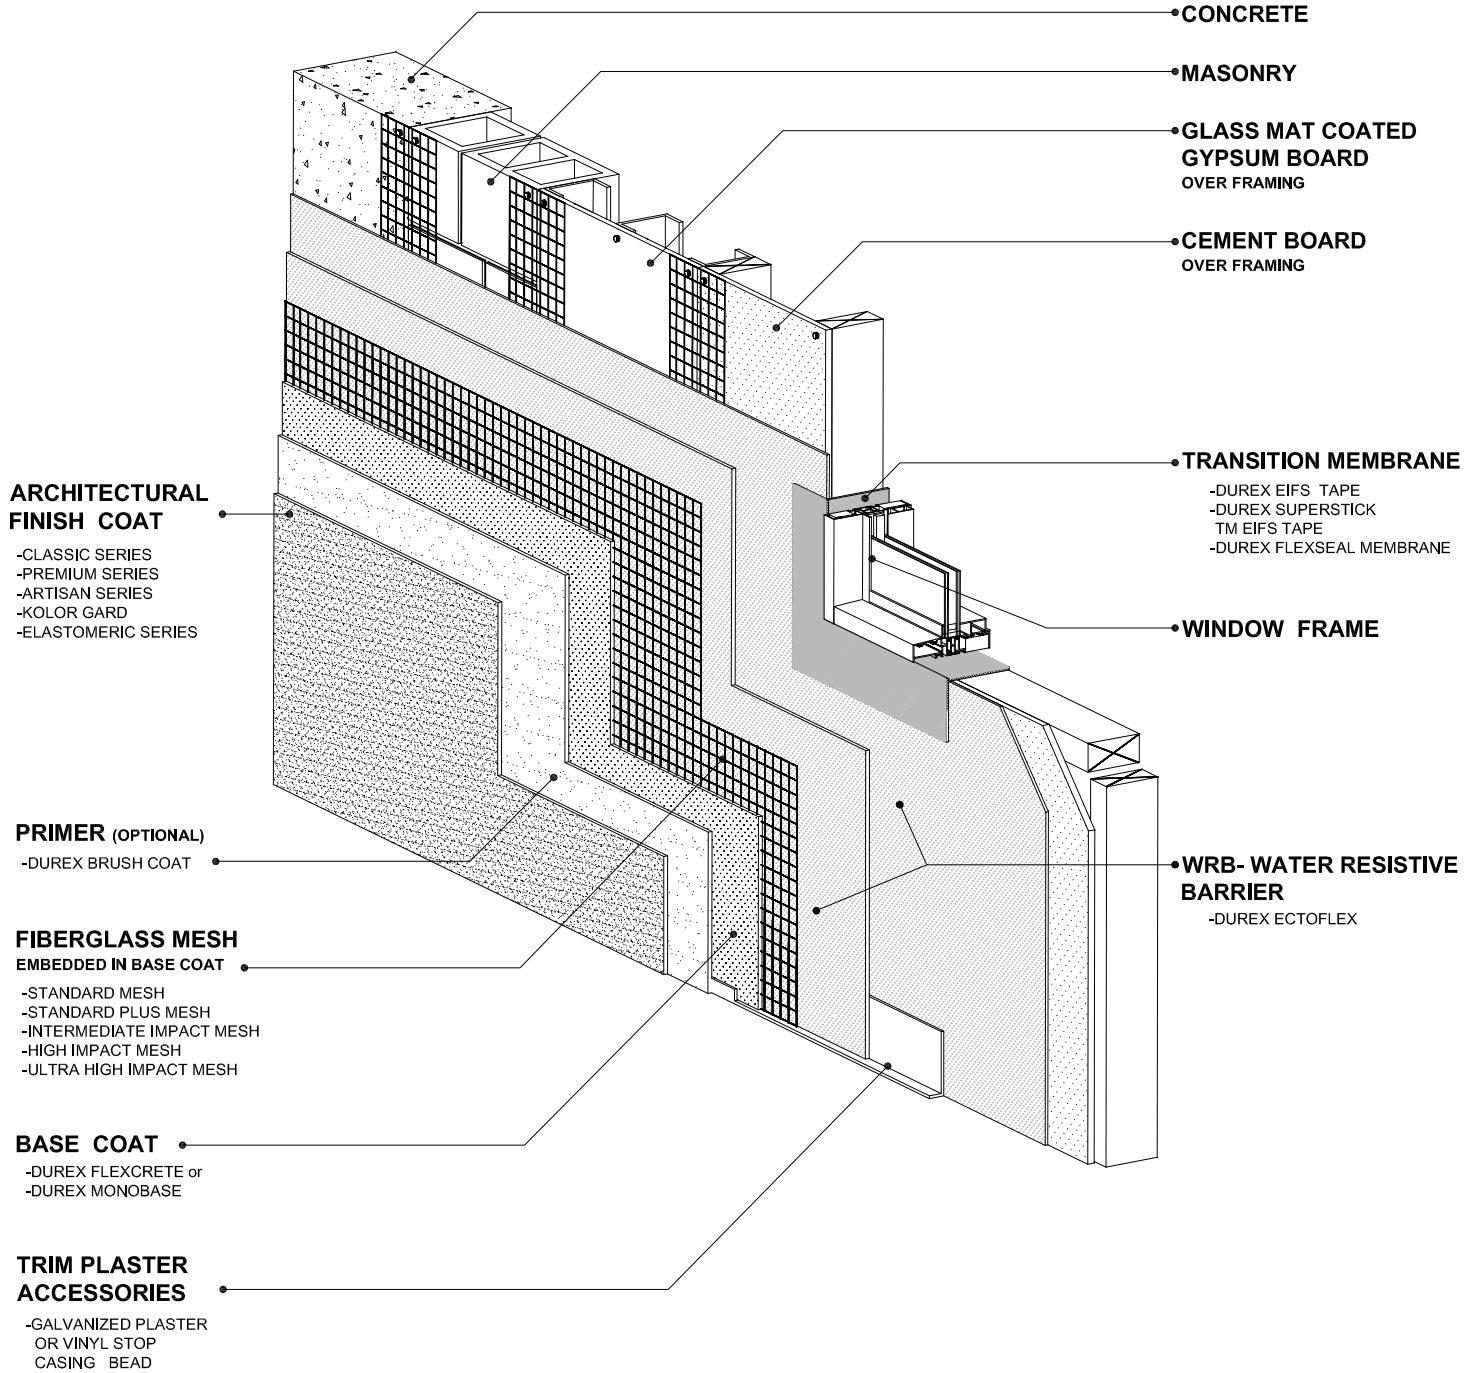 CONCRETE
MASONRY
GLASS MAT COATED
GYPSUM BOARD
OVER FRAMING
CEMENT BOARD
OVER FRAMING
TRANSITION MEMBRANE
-DUREX EIFS TAPE
-DUREX SUPERSTICK
TM EIFS TAPE
-DUREX FLEXSEAL MEMBRANE
WINDOW FRAME
WRB- WATER RESISTIVE
BARRIER
-DUREX ECTOFLEX
ARCHITECTURAL
FINISH COAT
-CLASSIC SERIES
-PREMIUM SERIES
-ARTISAN SERIES
-KOLOR GARD
-ELASTOMERIC SERIES
PRIMER (OPTIONAL)
-DUREX BRUSH COAT
FIBERGLASS MESH
EMBEDDED IN BASE COAT
-STANDARD MESH
-STANDARD PLUS MESH
-INTERMEDIATE IMPACT MESH
-HIGH IMPACT MESH
-ULTRA HIGH IMPACT MESH
BASE COAT
-DUREX FLEXCRETE or
-DUREX MONOBASE
TRIM PLASTER
ACCESSORIES
-GALVANIZED PLASTER
OR VINYL STOP
CASING BEAD